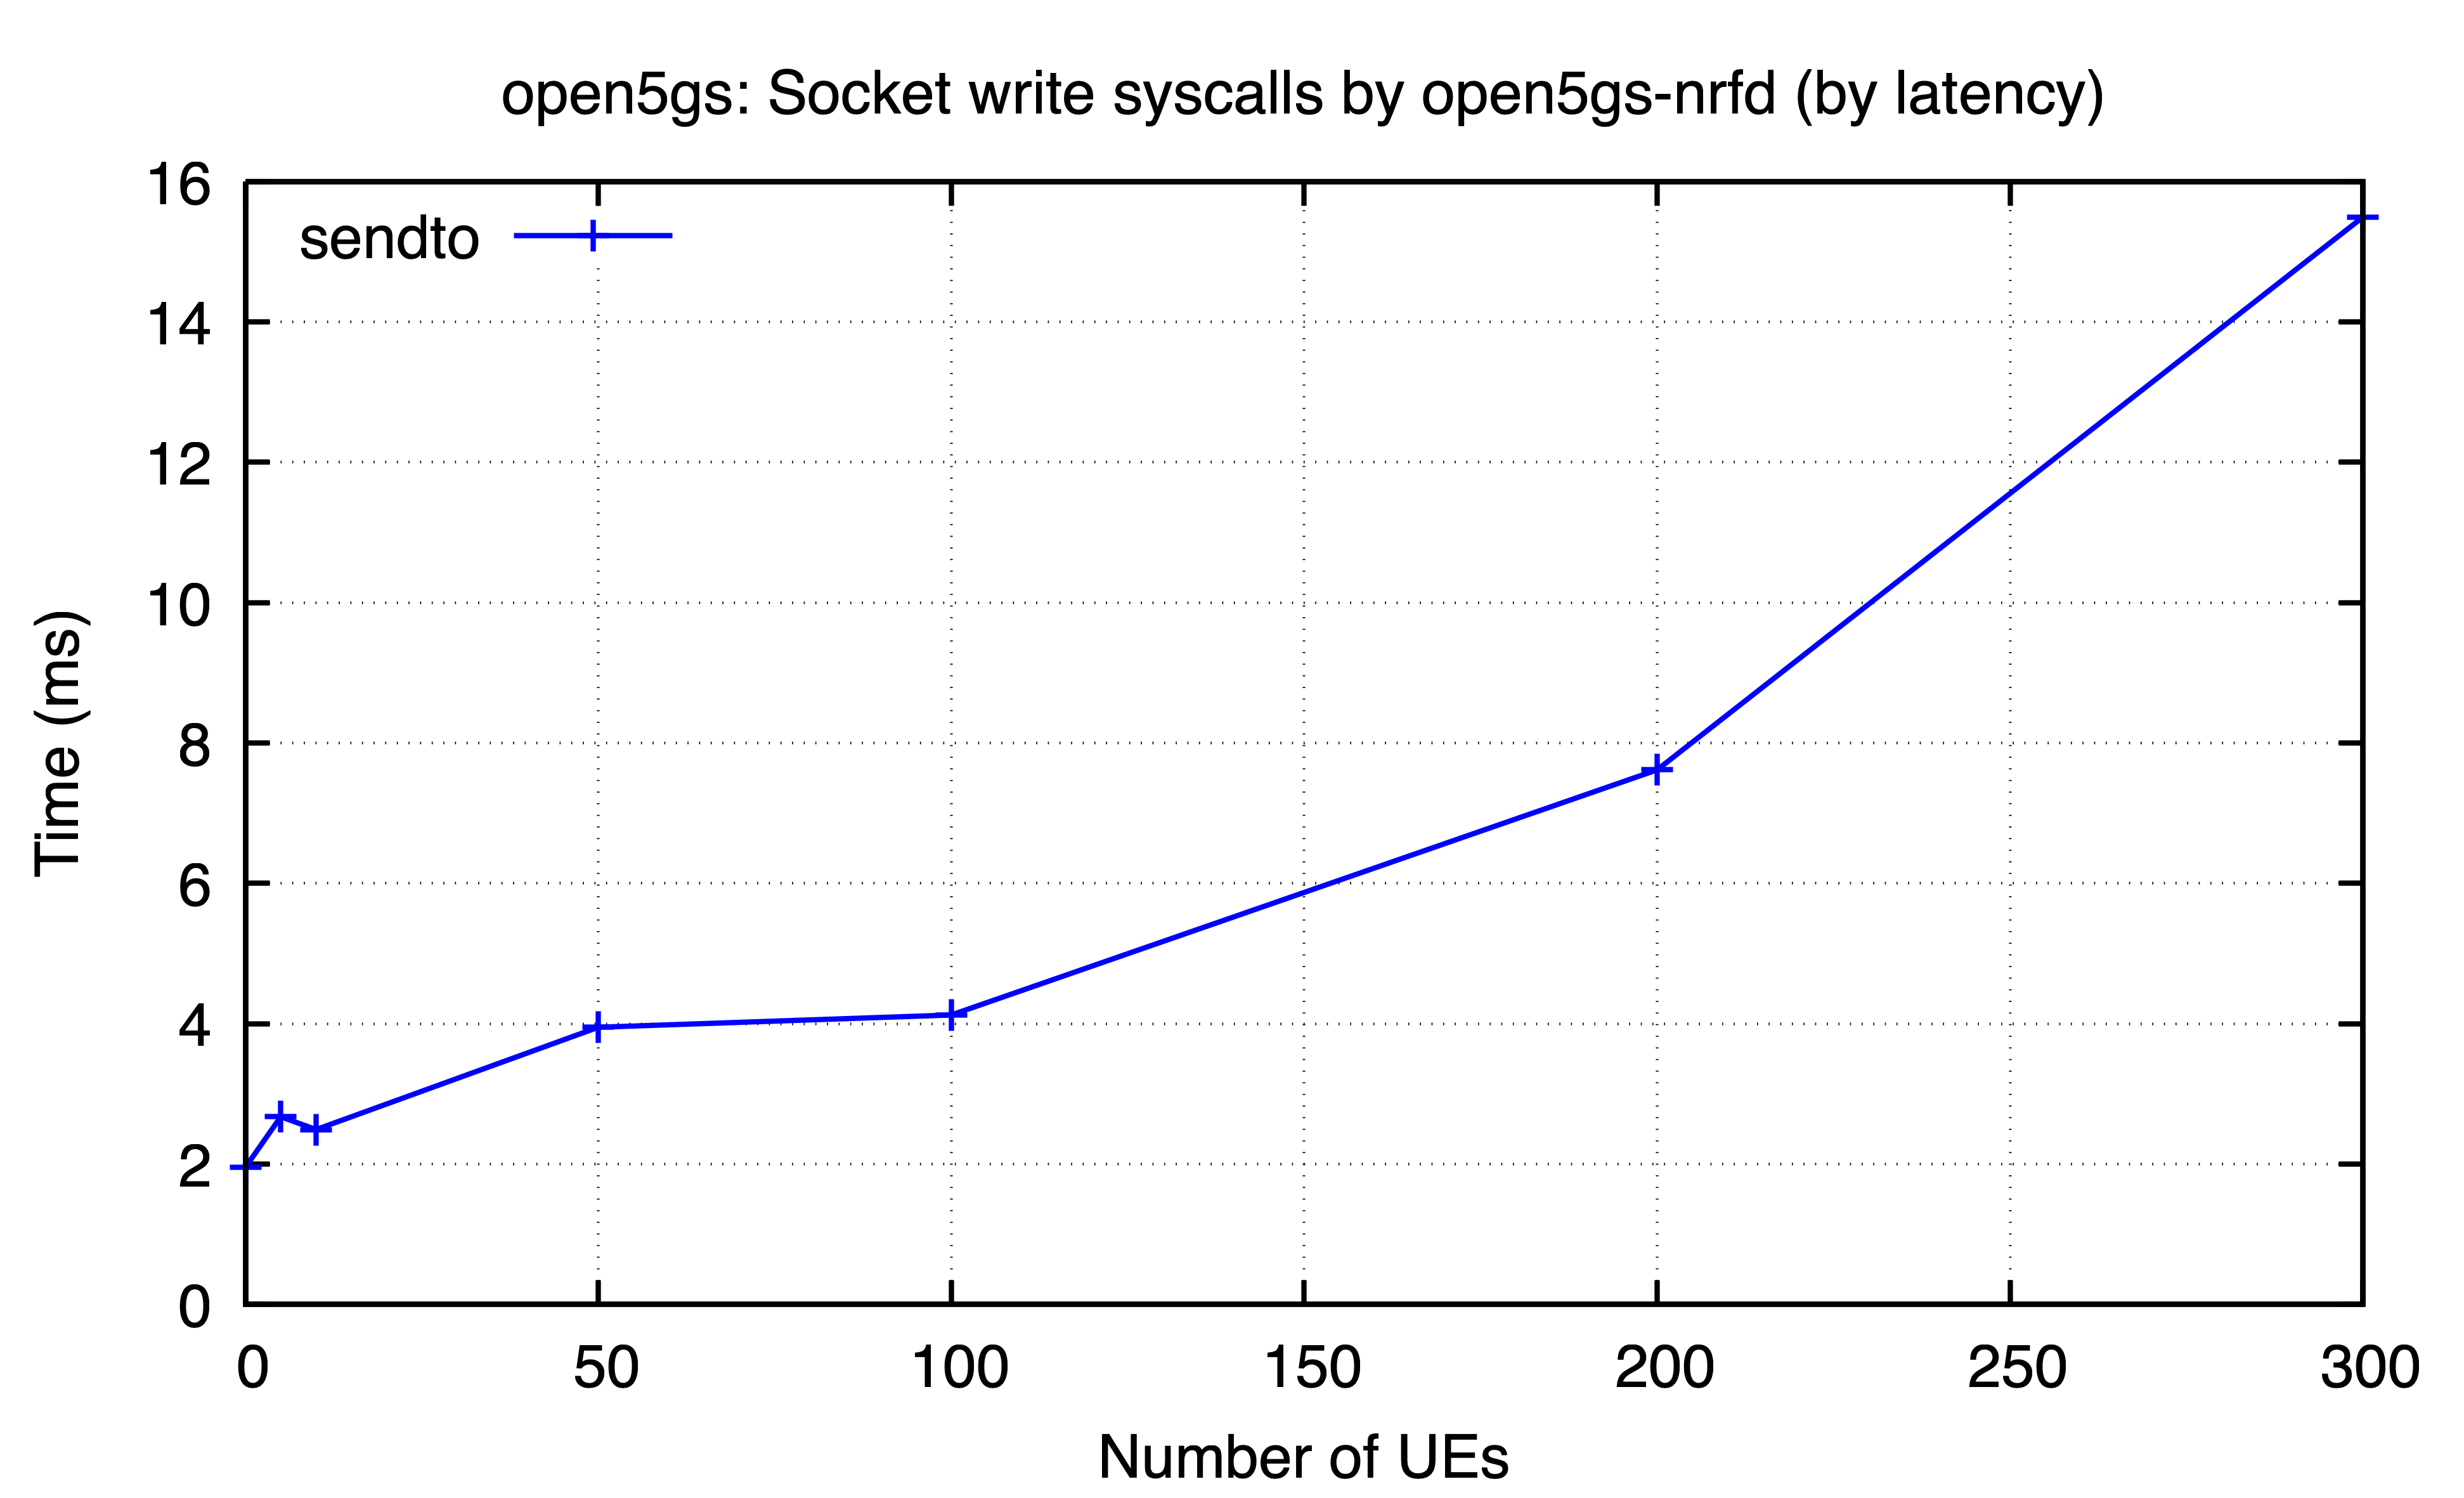 open5gs: Socket write syscalls by open5gs-nrfd (by latency)
16
sendto
14
12
10
8
6
4
2
0
Time (ms)
0 50 100 150 200 250 300
Number of UEs